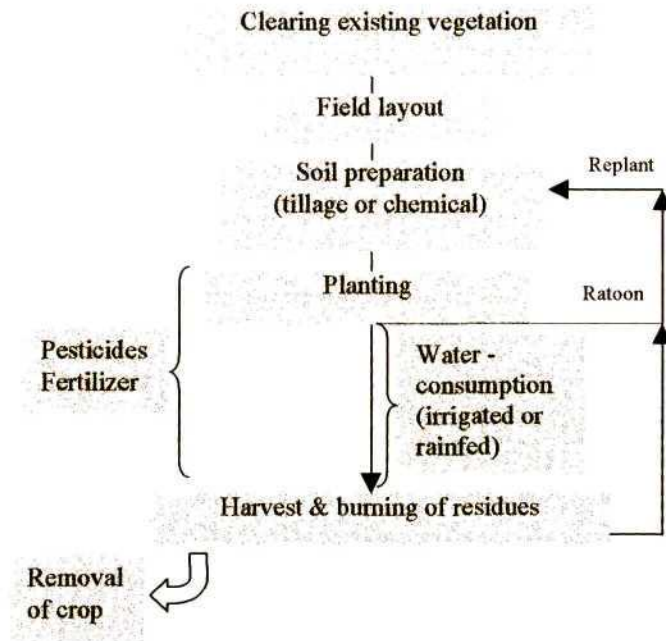 Clearing existing vegetation
Field layout
Soil preparation
(tillage or chemical)
Replant
Planting
Ratoon
Pesticides
Fertilizer
Water -
consumption
(irrigated or
rainfed)
Harvest & burning of residues
Removal
of crop